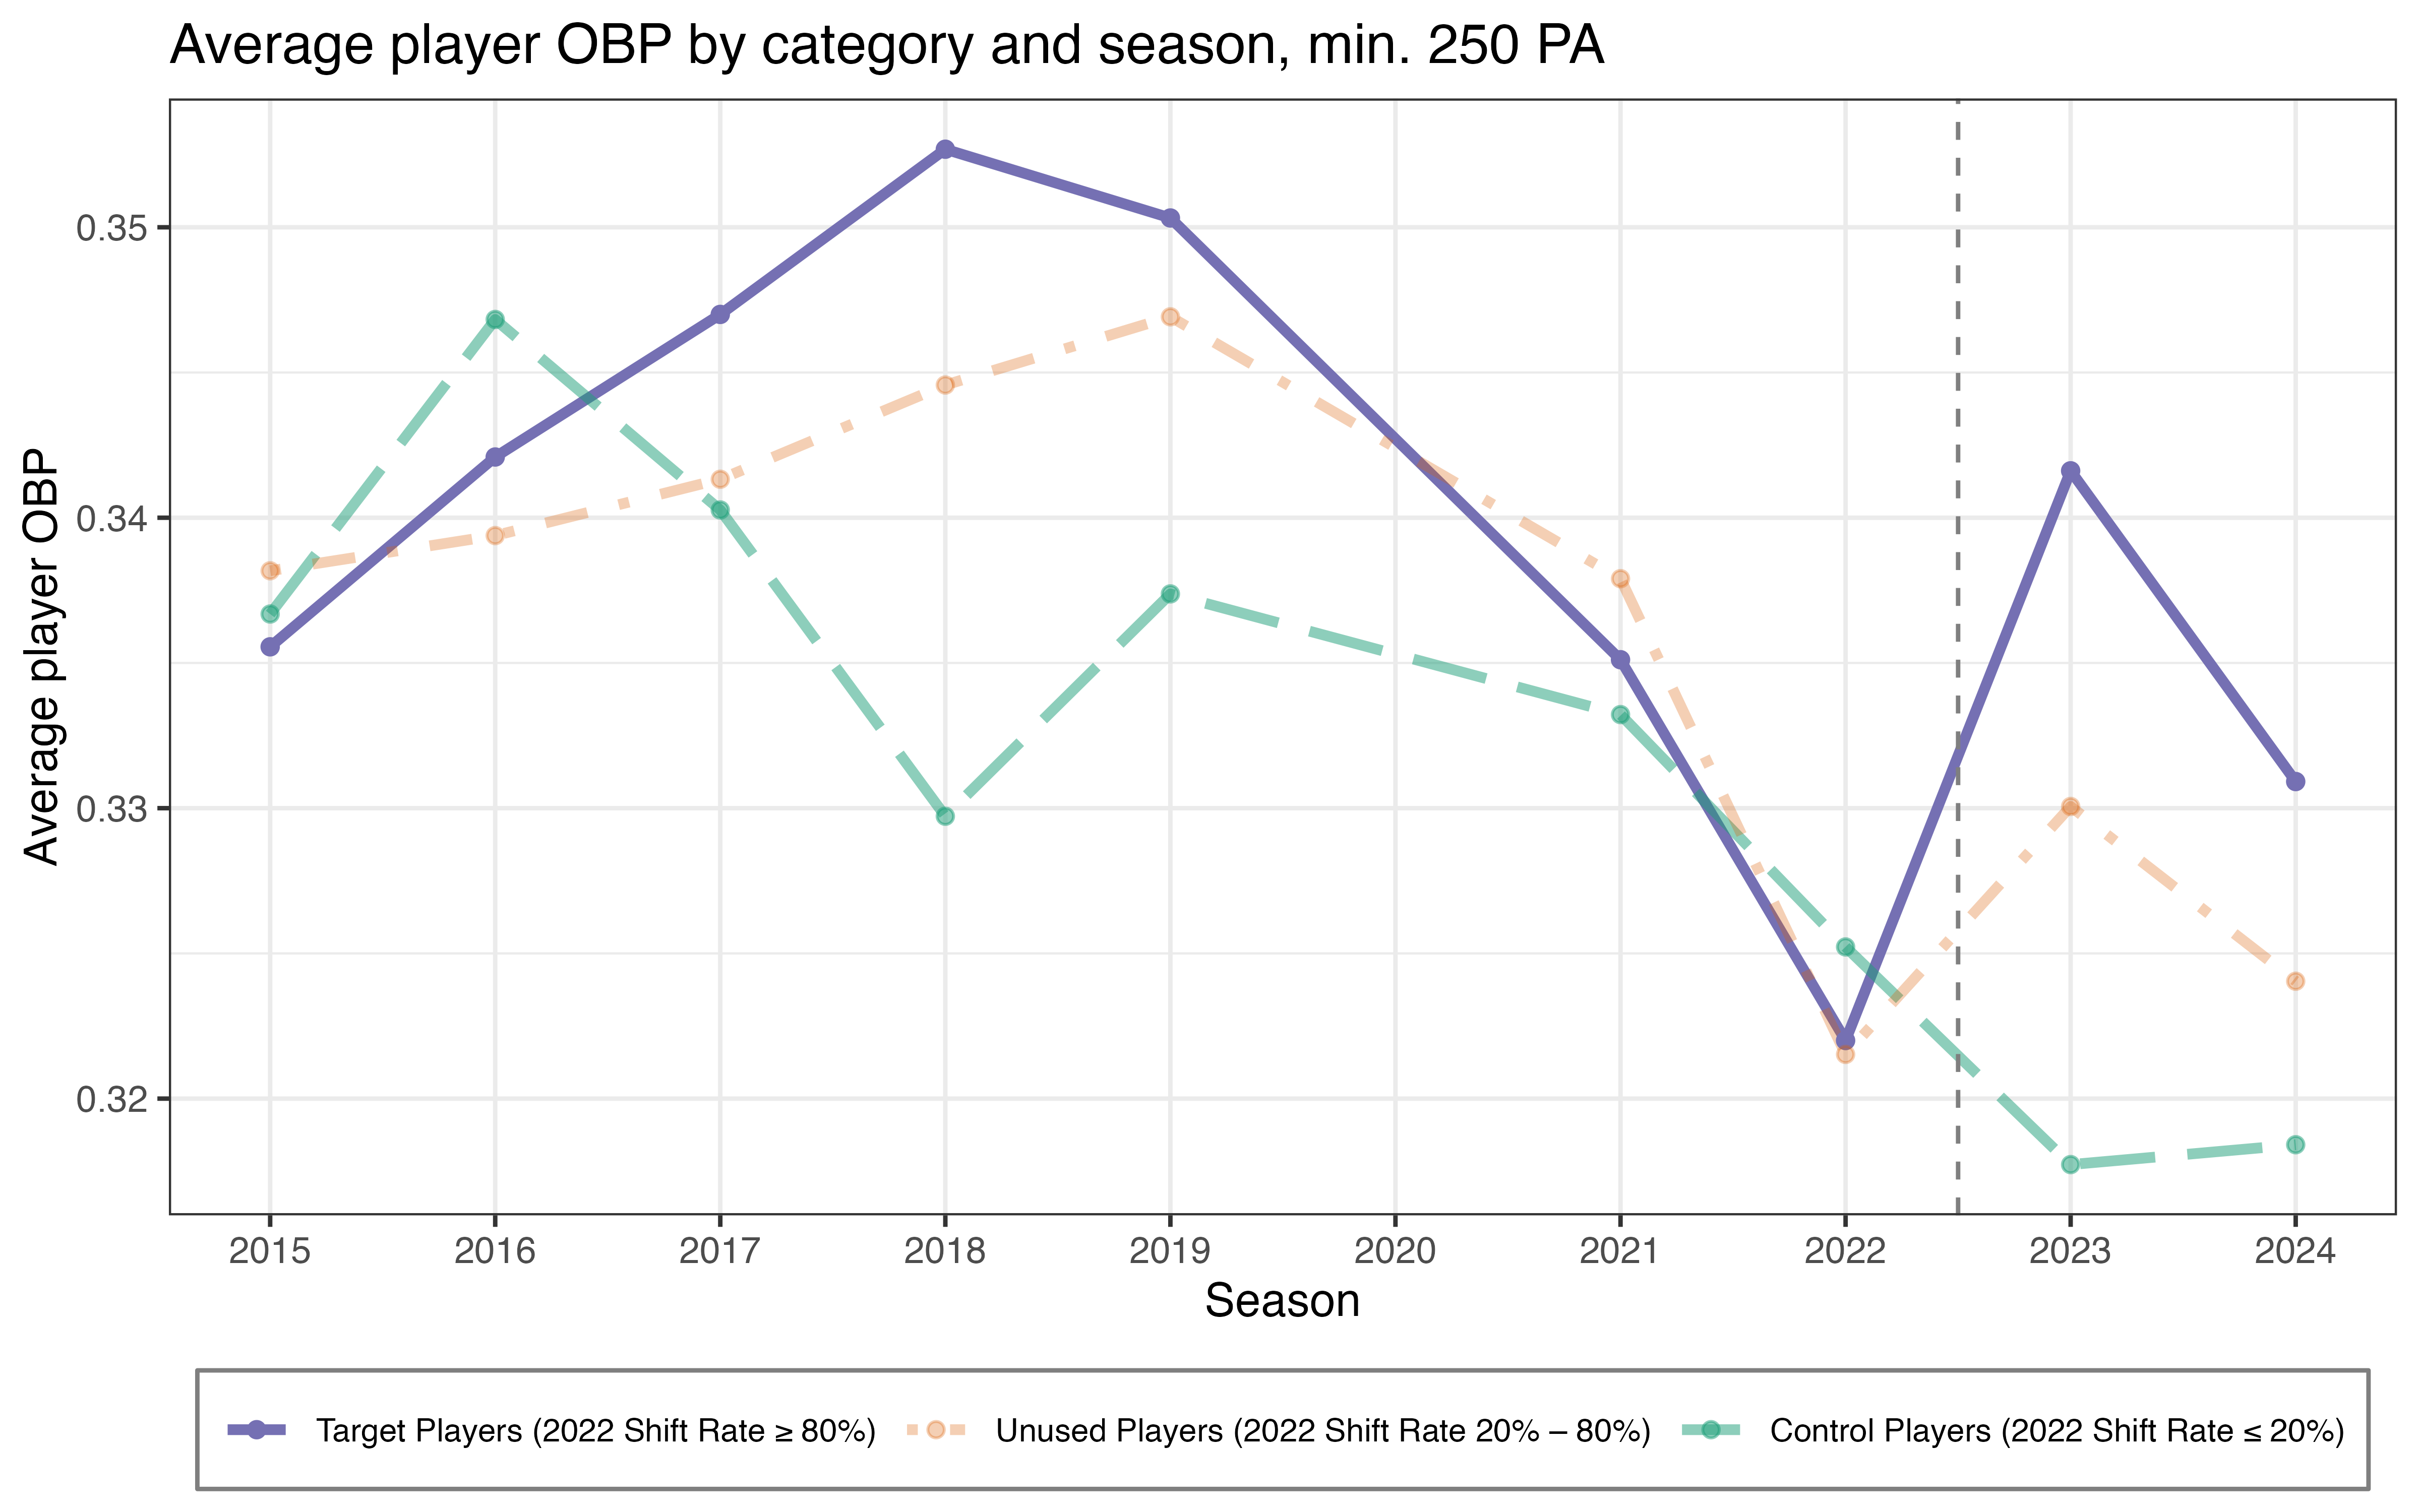 Average player OBP by category and season, min. 250 PA
Average player OBP
0.35
0.34
0.33
0.32
2015 2016 2017 2018 2019 2020 2021 2022 2023 2024
Season
Target Players (2022 Shift Rate ≥ 80%) Unused Players (2022 Shift Rate 20% – 80%) Control Players (2022 Shift Rate ≤ 20%)